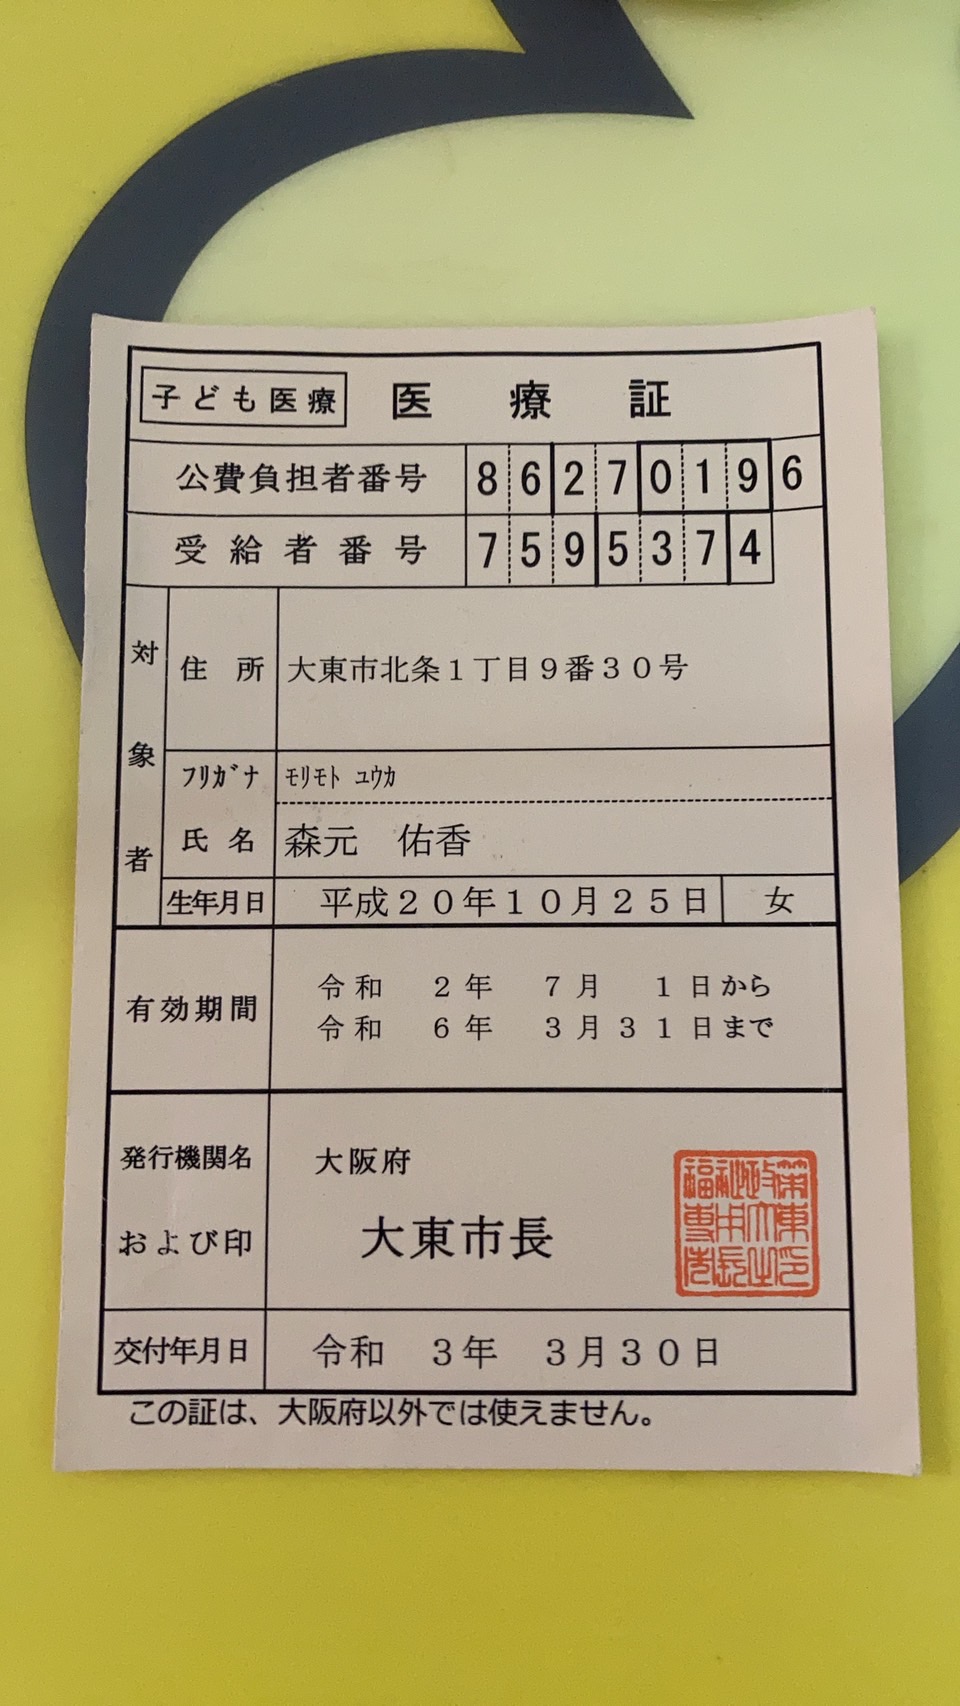 子ども医療 医療証
公費負担者番号 86270196
受給者番号 7595374
対象者
住所 大東市北条１丁目９番３０号
ﾌﾘｶﾞﾅ ﾓﾘﾓﾄ ﾕｳｶ
氏名 森元　佑香
生年月日 平成２０年１０月２５日 女
有効期間 令和 ２年 ７月 １日から
令和 ６年 ３月３１日まで
発行機関名 大阪府
および印 大東市長
交付年月日 令和 ３年 ３月３０日
この証は、大阪府以外では使えません。